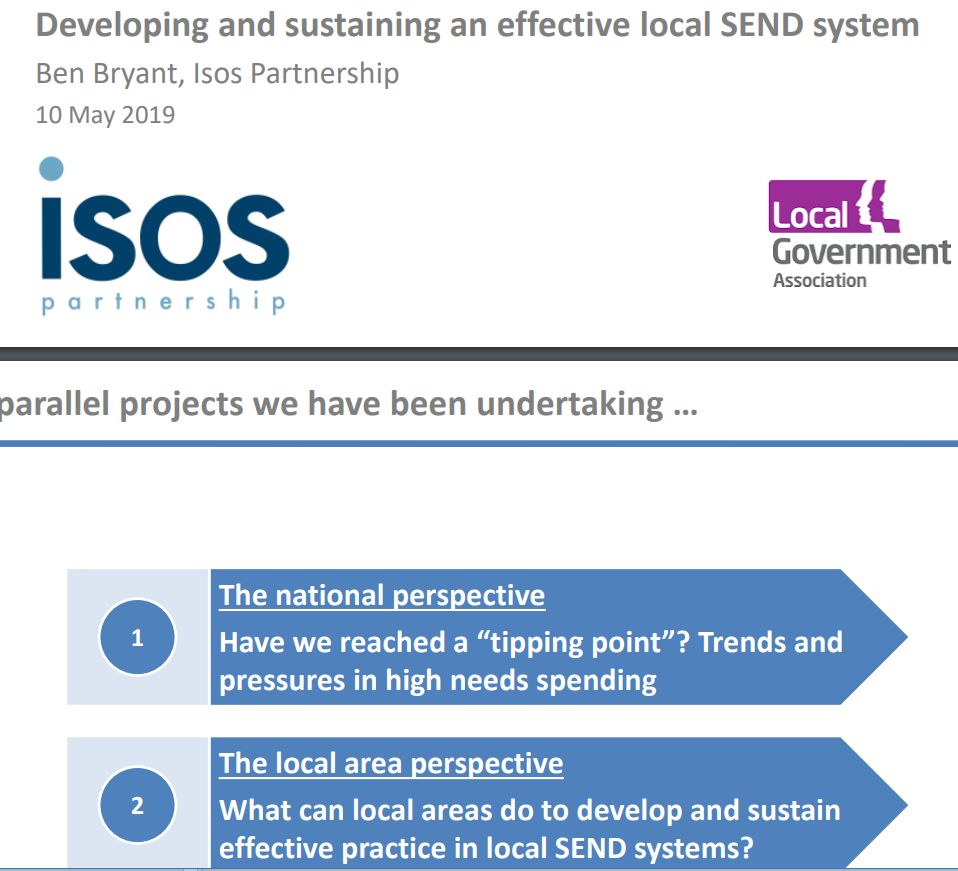 Developing and sustaining an effective local SEND system
Ben Bryant, Isos Partnership
10 May 2019
isos
partnership
Local
Government
Association
parallel projects we have been undertaking …
1
The national perspective
Have we reached a “tipping point”? Trends and
pressures in high needs spending
2
The local area perspective
What can local areas do to develop and sustain
effective practice in local SEND systems?